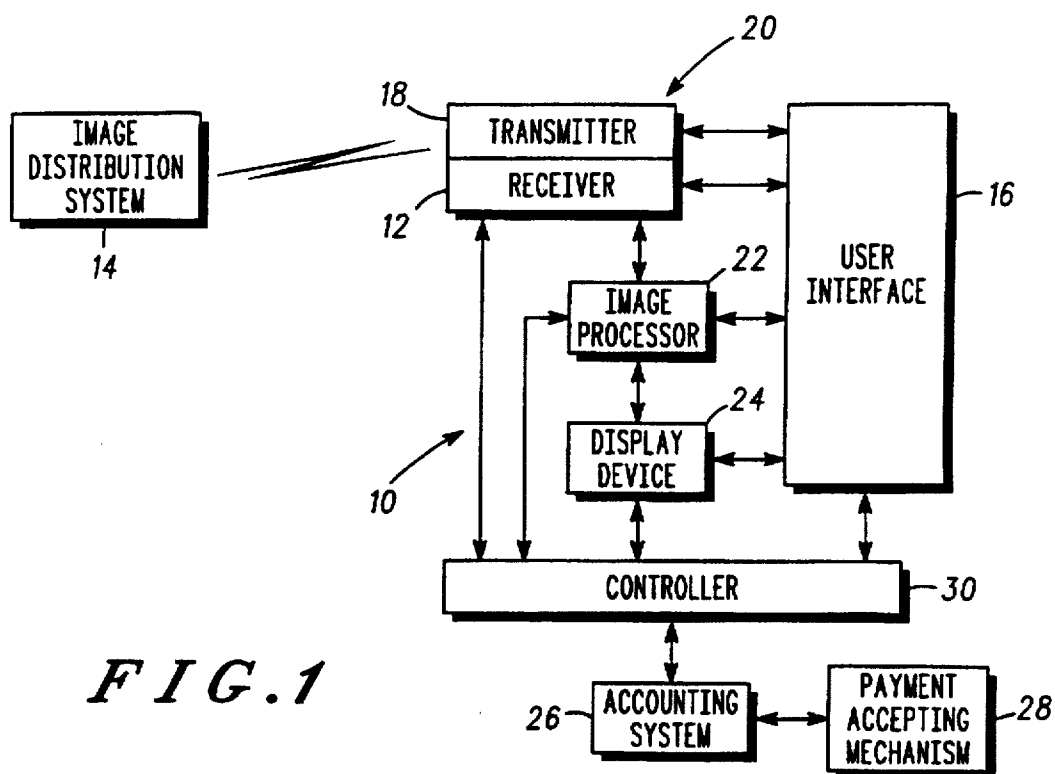 20
18
TRANSMITTER
IMAGE
DISTRIBUTION
SYSTEM
RECEIVER
12
16
14
USER
INTERFACE
22
IMAGE
PROCESSOR
24
DISPLAY
DEVICE
10
CONTROLLER
30
FIG.1
26
ACCOUNTING
SYSTEM
PAYMENT
ACCEPTING
MECHANISM
28